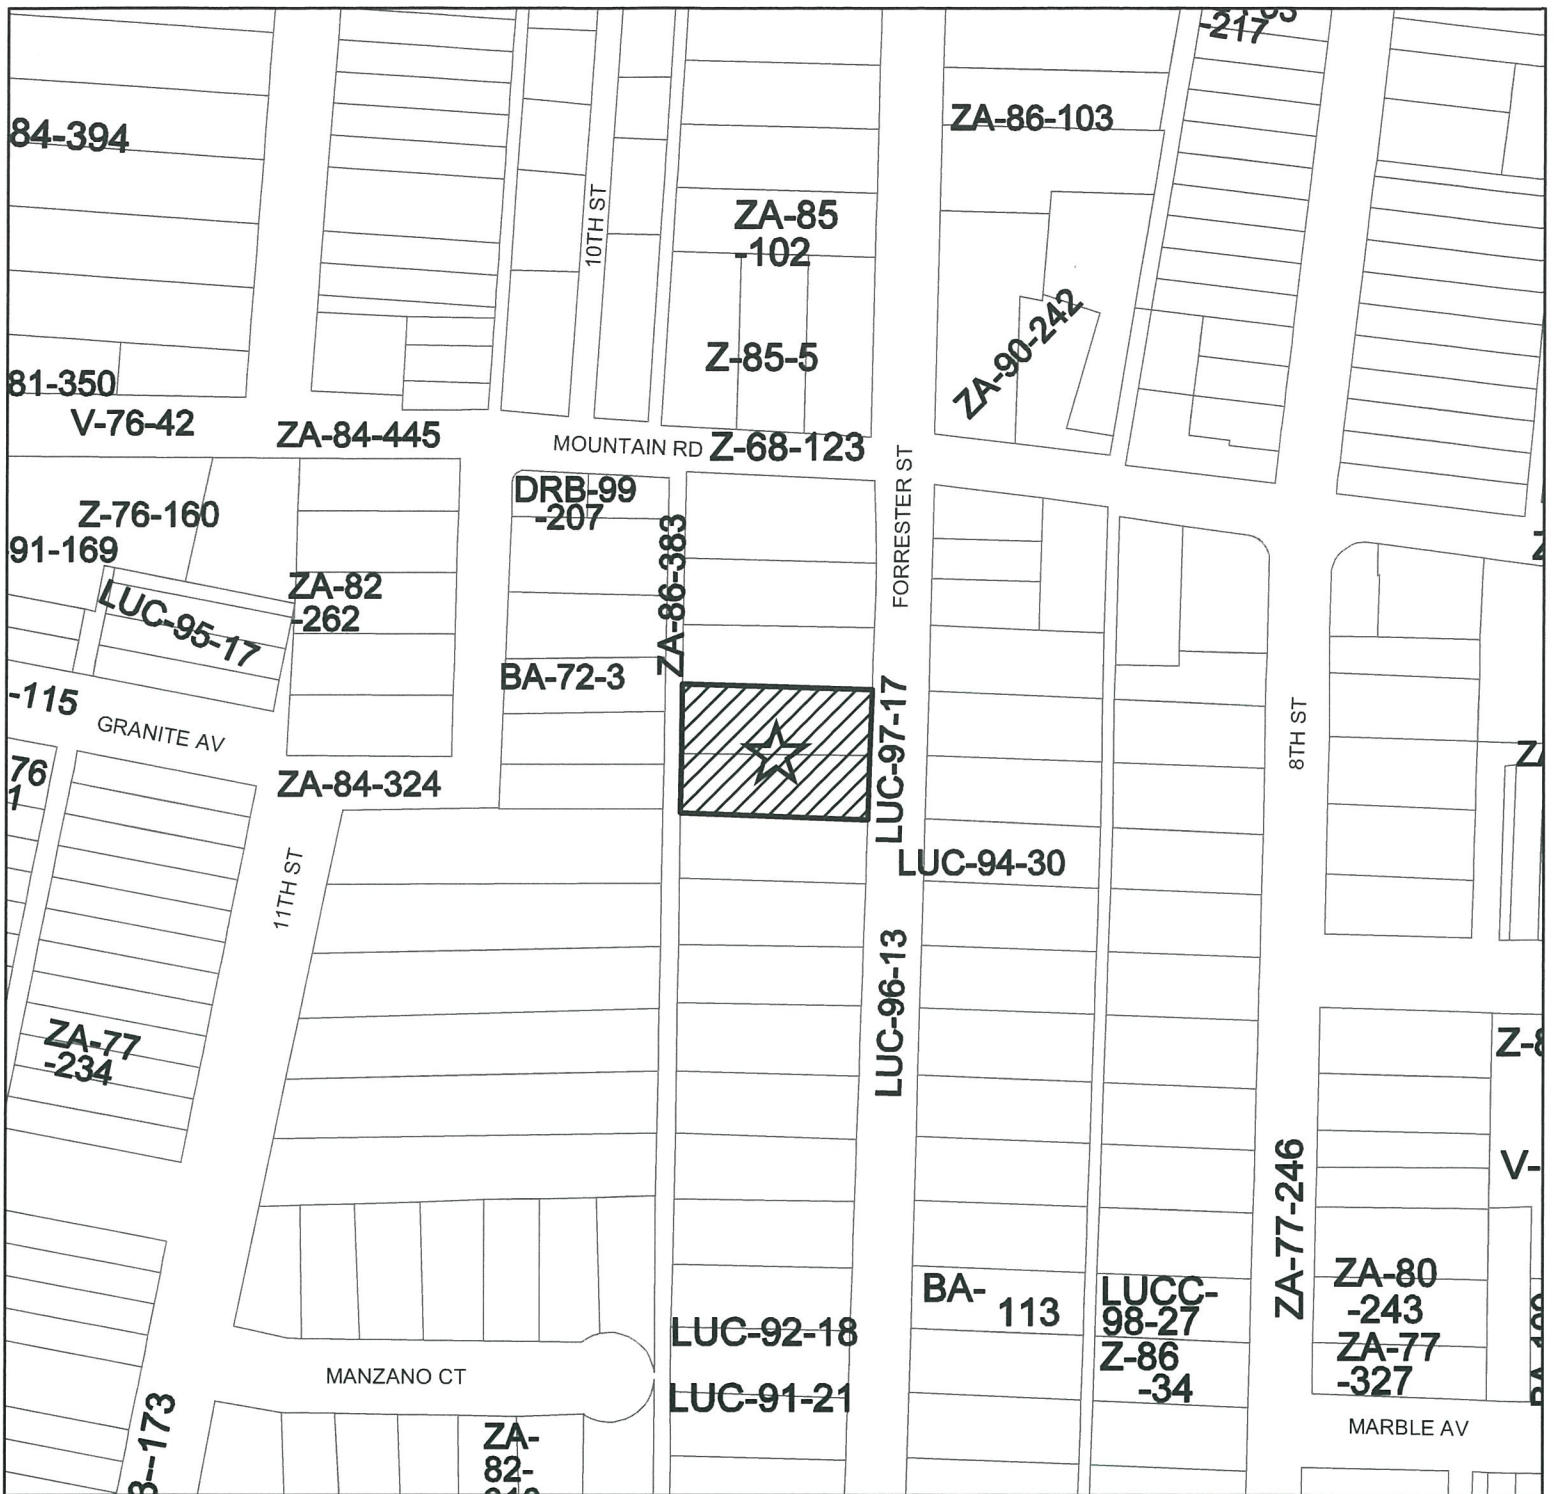 -217
84-394
ZA-86-103
10TH ST
ZA-85
-102
ZA-90-242
Z-85-5
81-350
V-76-42
ZA-84-445
MOUNTAIN RD
Z-68-123
FORRESTER ST
DRB-99
-207
Z-76-160
91-169
ZA-86-383
ZA-82
-262
LUC-95-17
BA-72-3
-115
GRANITE AV
LUC-97-17
8TH ST
76
1
ZA-84-324
LUC-94-30
11TH ST
LUC-96-13
ZA-77
-234
ZA-77-246
V-
BA-
113
LUCC-
98-27
ZA-80
-243
LUC-92-18
Z-86
-34
ZA-77
-327
MANZANO CT
LUC-91-21
MARBLE AV
-173
ZA-
82-